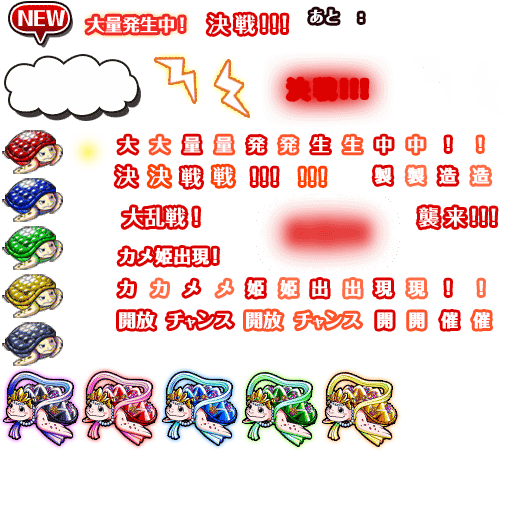 NEW
大量発生中！ 決戦!!! あと ：
決戦!!!
大大量量発発生生中中！！
決決戦戦 !!! !!! 製製造造
大乱戦！ 襲来!!!
カメ姫出現！
カカメメ姫姫出出現現！！
開放 チャンス 開放 チャンス 開開催催